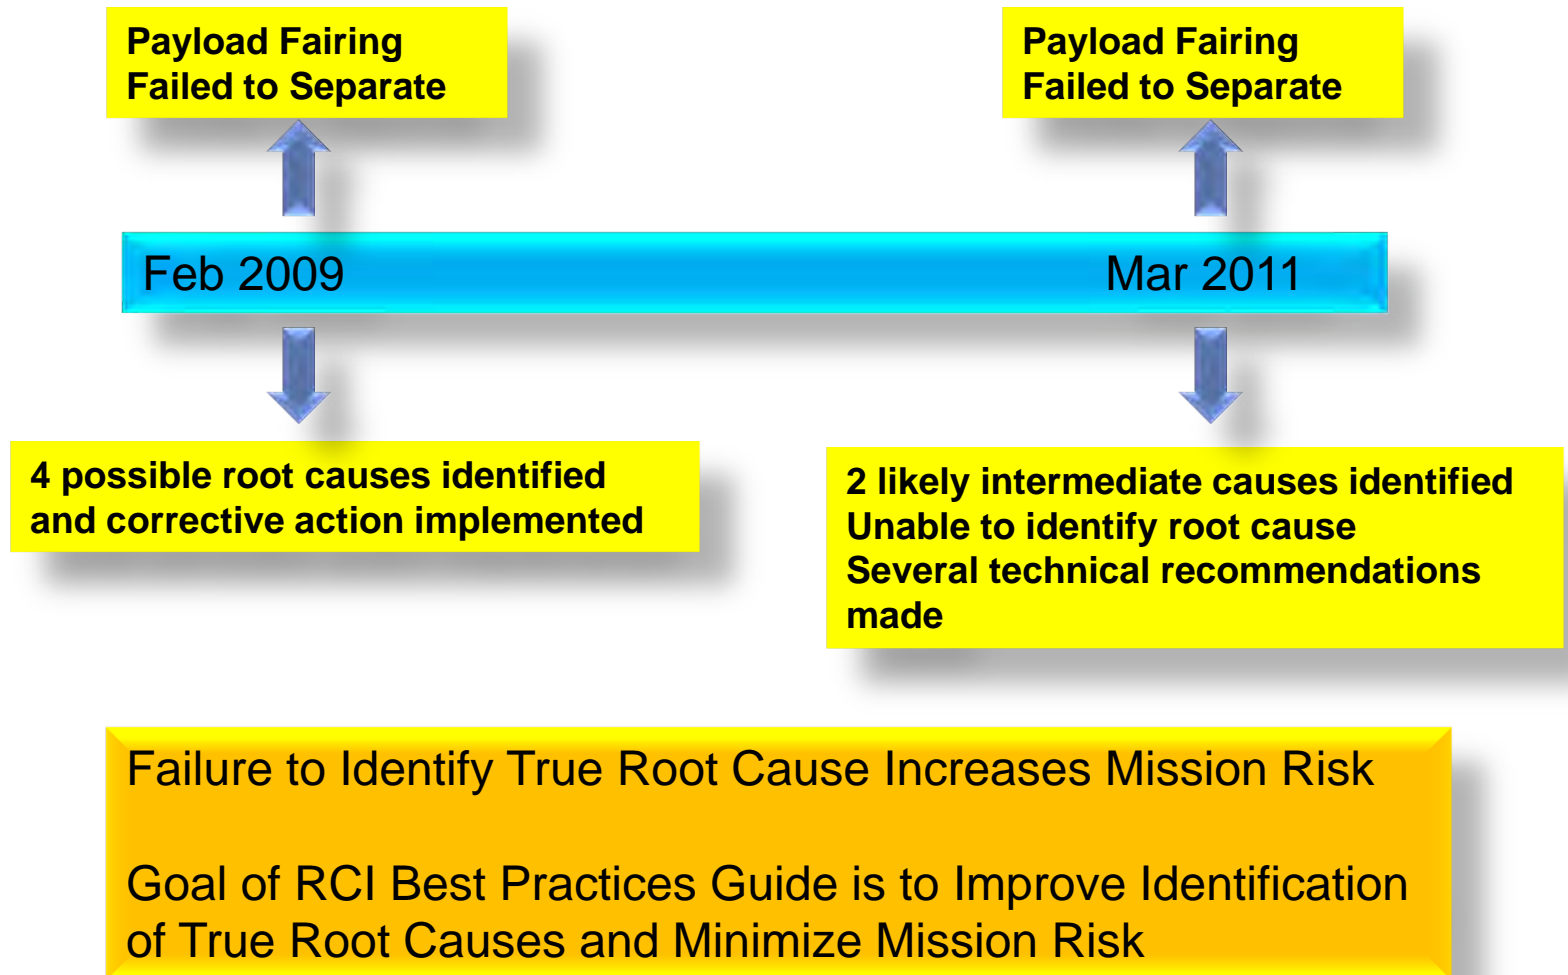 Payload Fairing
Failed to Separate
Payload Fairing
Failed to Separate
Feb 2009
Mar 2011
4 possible root causes identified
and corrective action implemented
2 likely intermediate causes identified
Unable to identify root cause
Several technical recommendations
made
Failure to Identify True Root Cause Increases Mission Risk
Goal of RCI Best Practices Guide is to Improve Identification
of True Root Causes and Minimize Mission Risk